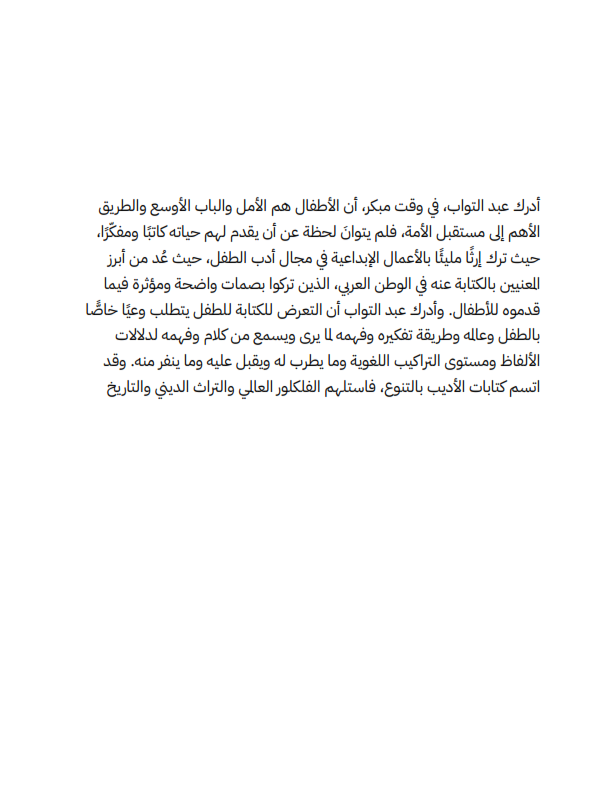 أدرك عبد التواب، في وقت مبكر، أن الأطفال هم الأمل والباب الأوسع والطريق
الأهم إلى مستقبل الأمة، فلم يتوانَ لحظة عن أن يقدم لهم حياته كاتبًا ومفكّرًا،
حيث ترك إرثًا مليئًا بالأعمال الإبداعية في مجال أدب الطفل، حيث عُد من أبرز
المعنيين بالكتابة عنه في الوطن العربي، الذين تركوا بصمات واضحة ومؤثرة فيما
قدموه للأطفال. وأدرك عبد التواب أن التعرض للكتابة للطفل يتطلب وعيًا خاصًّا
بالطفل وعالمه وطريقة تفكيره وفهمه لما يرى ويسمع من كلام وفهمه لدلالات
الألفاظ ومستوى التراكيب اللغوية وما يطرب له ويقبل عليه وما ينفر منه. وقد
اتسم كتابات الأديب بالتنوع، فاستلهم الفلكلور العالمي والتراث الديني والتاريخ